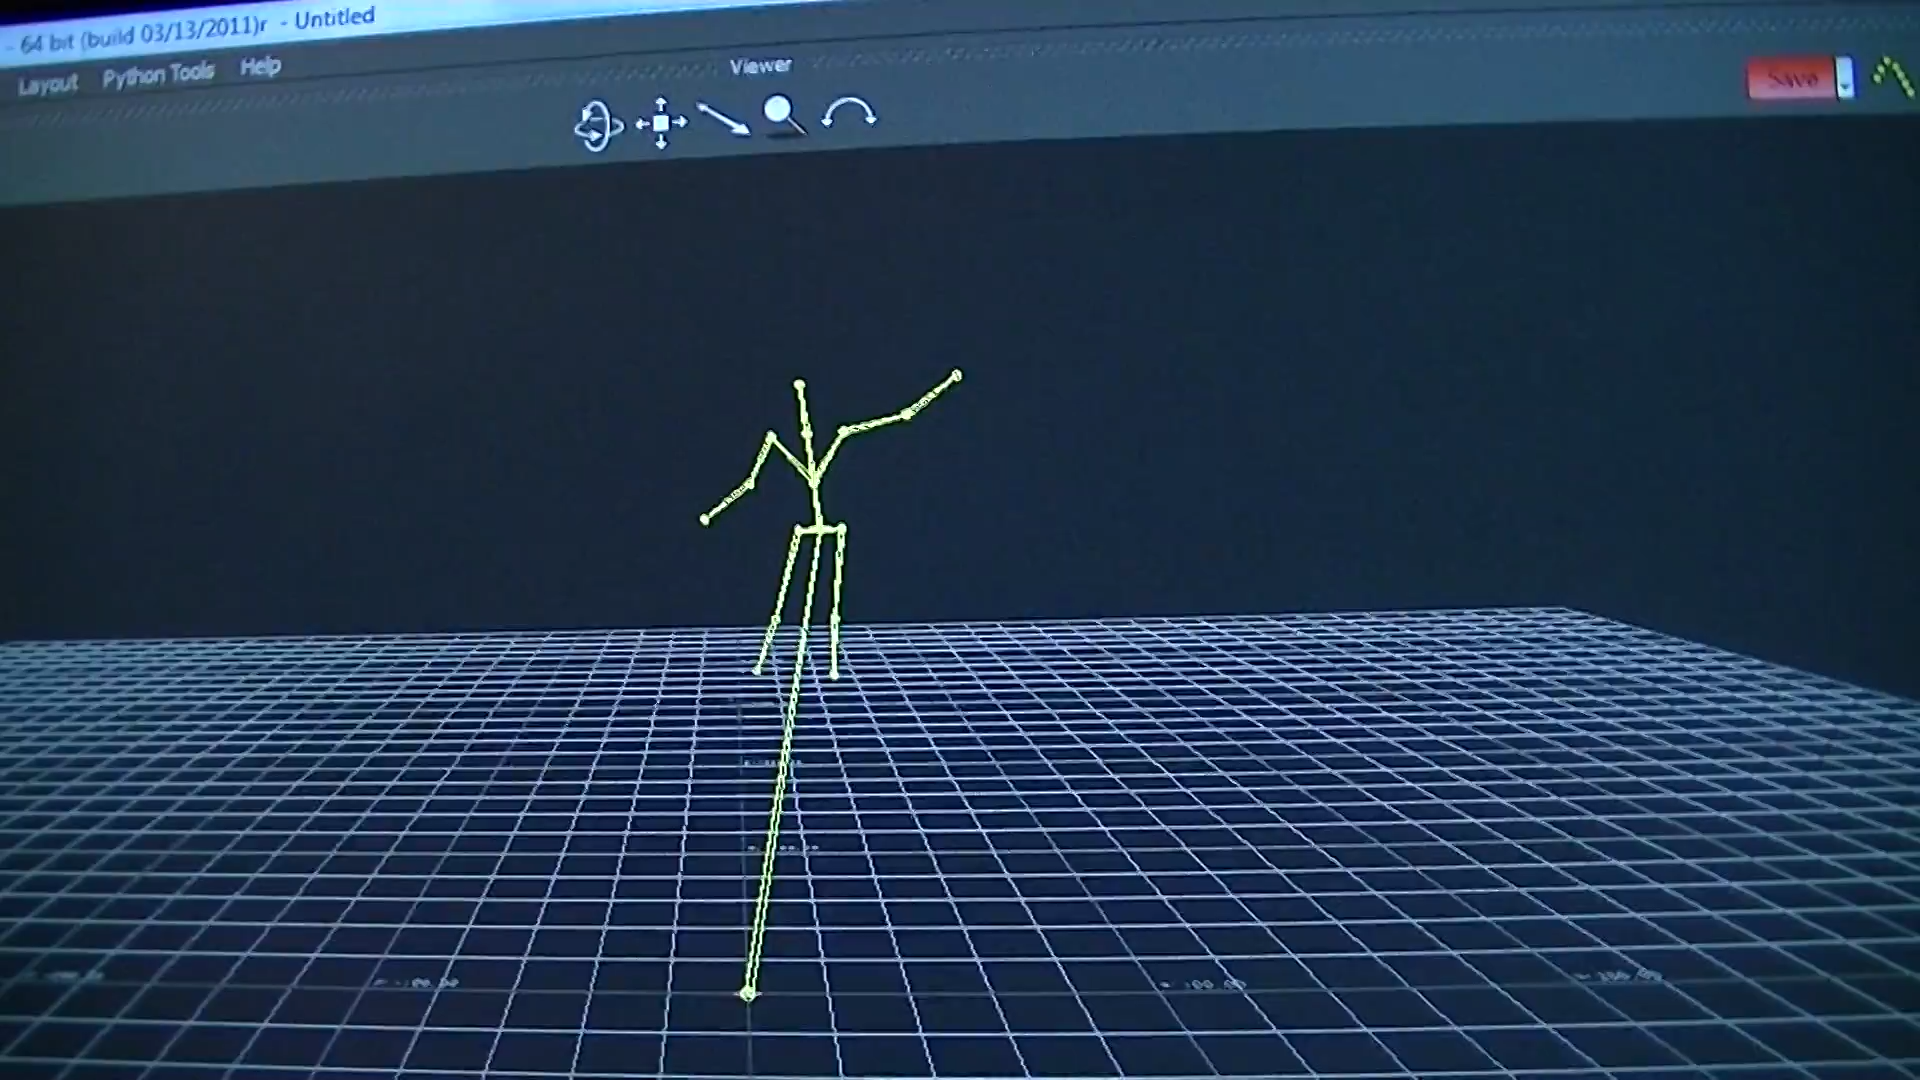 - 64 bit (build 03/13/2011)r - Untitled
Layout Python Tools Help
Viewer
Save